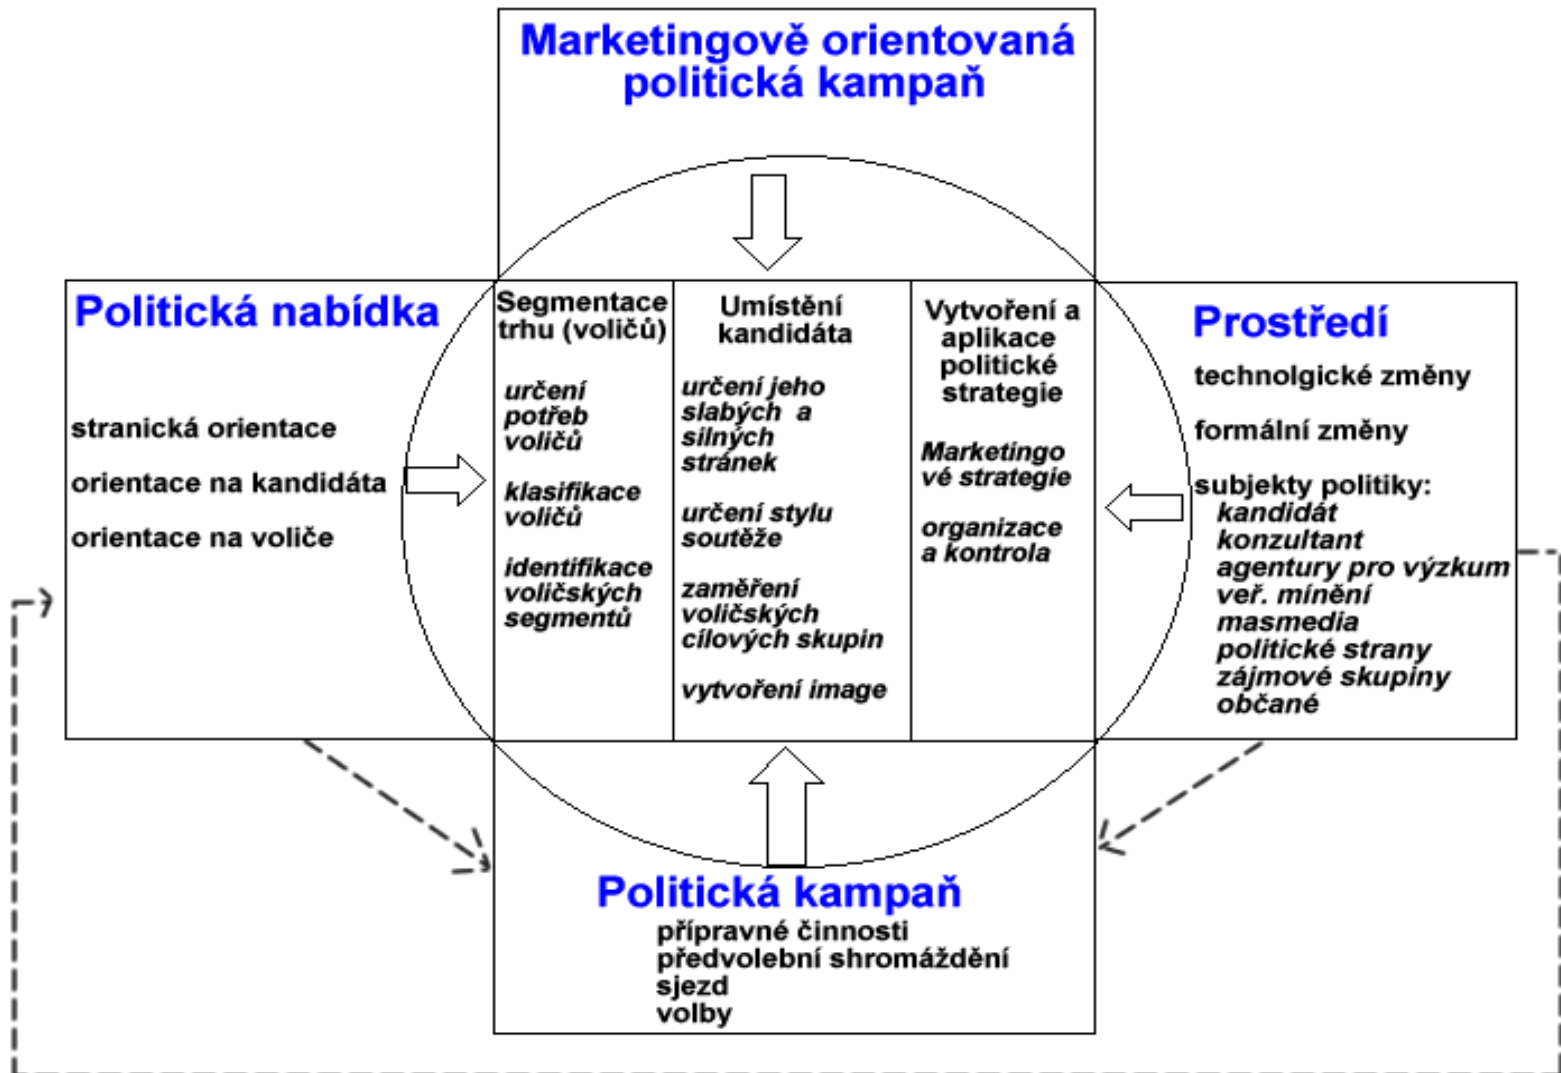 Marketingově orientovaná
politická kampaň
Politická nabídka
stranická orientace
orientace na kandidáta
orientace na voliče
Segmentace
trhu (voličů)
určení
potřeb
voličů
klasifikace
voličů
identifikace
voličských
segmentů
Umístění
kandidáta
určení jeho
slabých a
silných
stránek
určení stylu
soutěže
zaměření
voličských
cílových skupin
vytvoření image
Vytvoření a
aplikace
politické
strategie
Marketingo
vé strategie
organizace
a kontrola
Prostředí
technolgické změny
formální změny
subjekty politiky:
kandidát
konzultant
agentury pro výzkum
veř. mínění
masmedia
politické strany
zájmové skupiny
občané
Politická kampaň
přípravné činnosti
předvolební shromáždění
sjezd
volby